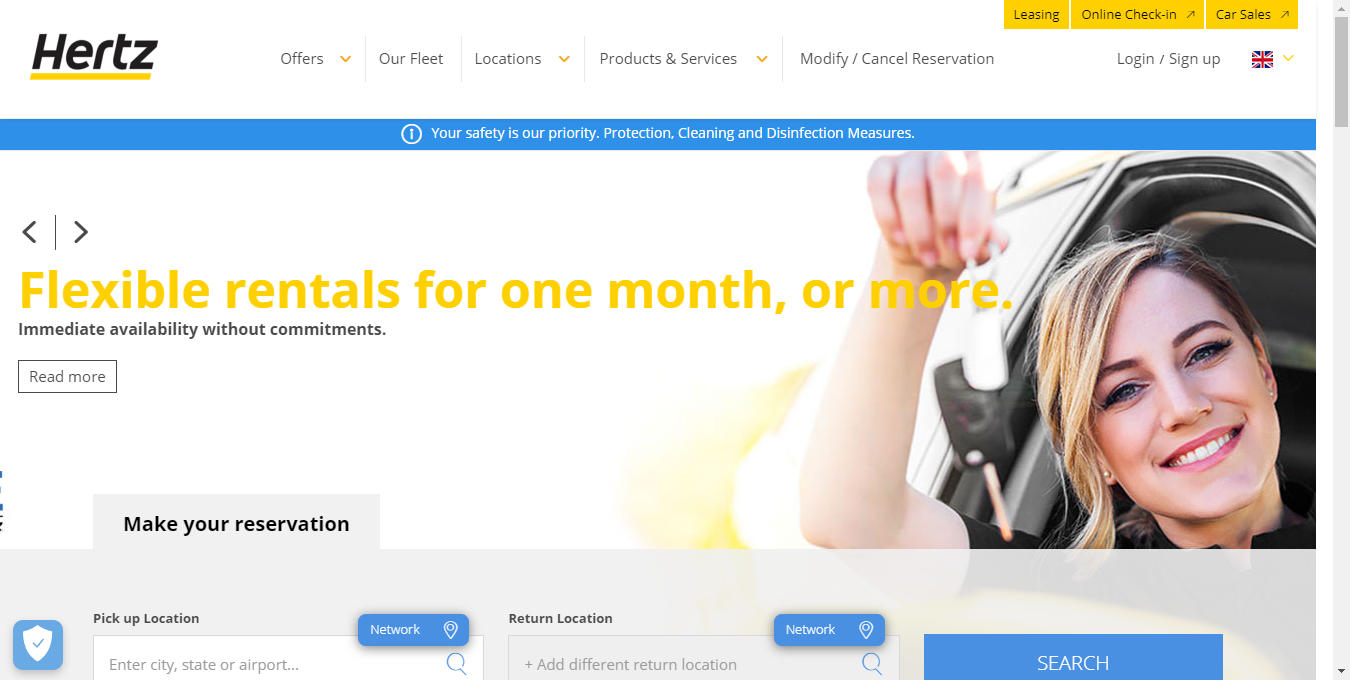 Leasing
Online Check-in
Car Sales
Hertz
Offers
Our Fleet
Locations
Products & Services
Modify / Cancel Reservation
Login / Sign up
Your safety is our priority. Protection, Cleaning and Disinfection Measures.
Flexible rentals for one month, or more.
Immediate availability without commitments.
Read more
Make your reservation
Pick up Location
Network
Enter city, state or airport...
Return Location
Network
+ Add different return location
SEARCH